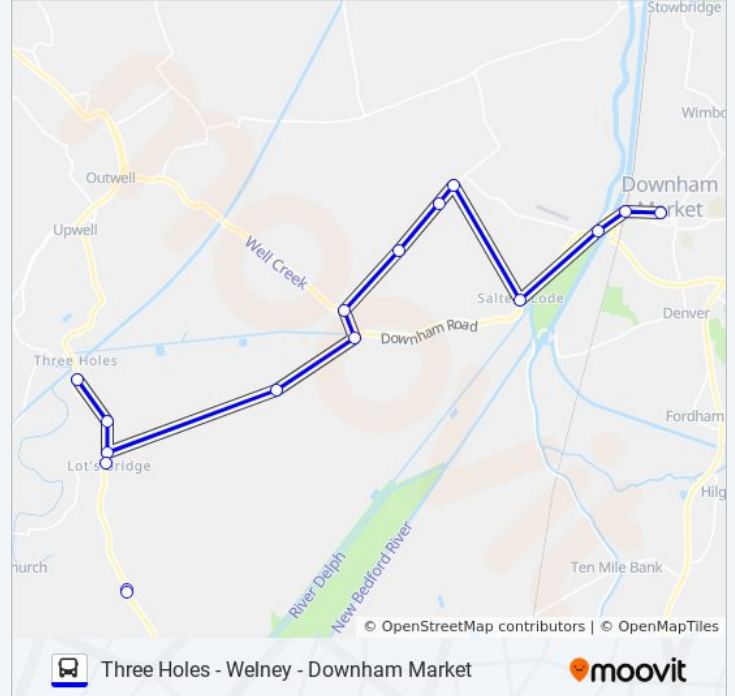 Stowbridge
Wimbo
Downham
Market
Outwell
Upwell
Well Creek
Salte Lode
Downham Road
Denver
Three Holes
Fordham
Lot's Bridge
Hilg
hurch
River Delph
New Bedford River
Ten Mile Bank
© OpenStreetMap contributors | © OpenMapTiles
Three Holes - Welney - Downham Market
moovit